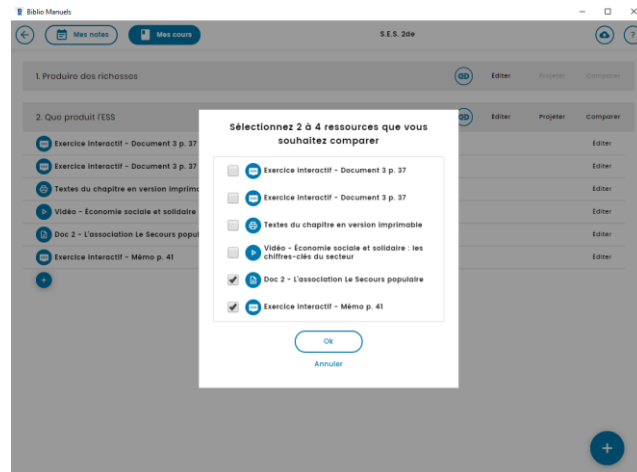 Biblio Manuels
Mes notes
Mes cours
S.E.S. 2de
?
1. Produire des richesses
Editer
Projeter
Comparer
2. Que produit l'ESS
Editer
Projeter
Comparer
Exercice interactif - Document 3 p. 37
Editer
Exercice interactif - Document 3 p. 37
Editer
Textes du chapitre en version imprim
Editer
Vidéo - Économie sociale et solidaire
Editer
Doc 2 - L'association Le Secours popul
Editer
Exercice interactif - Mémo p. 41
Editer
Sélectionnez 2 à 4 ressources que vous
souhaitez comparer
Exercice interactif - Document 3 p. 37
Exercice interactif - Document 3 p. 37
Textes du chapitre en version imprimable
Vidéo - Économie sociale et solidaire : les
chiffres-clés du secteur
Doc 2 - L'association Le Secours populaire
Exercice interactif - Mémo p. 41
Ok
Annuler